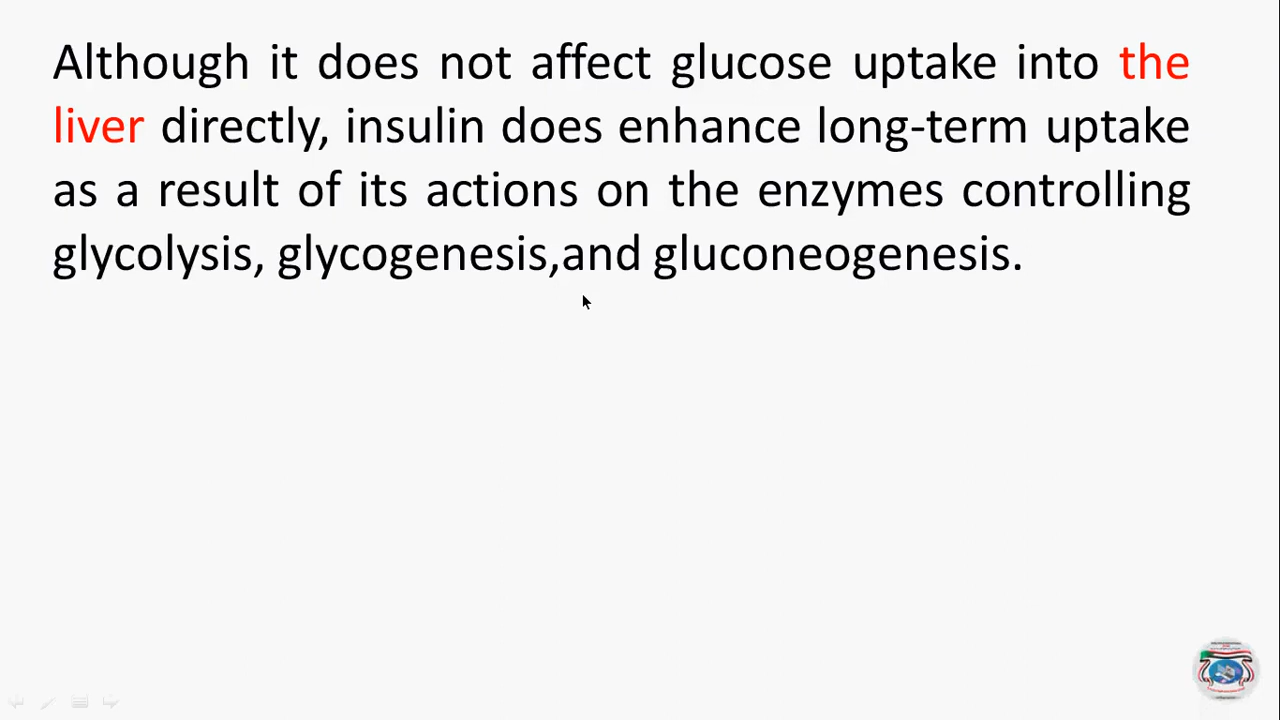 Although it does not affect glucose uptake into the
liver directly, insulin does enhance long-term uptake
as a result of its actions on the enzymes controlling
glycolysis, glycogenesis,and gluconeogenesis.